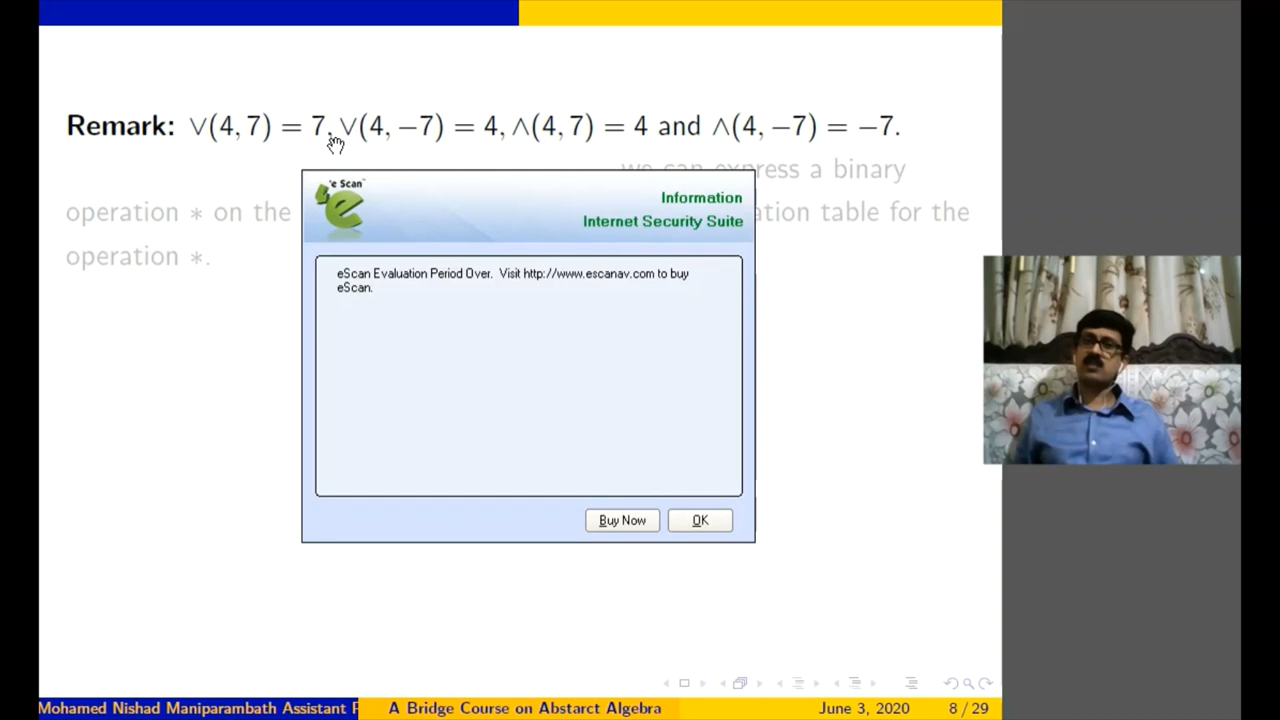 Remark: ∨(4, 7) = 7, ∨(4, −7) = 4, ∧(4, 7) = 4 and ∧(4, −7) = −7.
we can express a binary
operation ∗ on the
ation table for the
operation ∗.
e Scan™
Information
Internet Security Suite
eScan Evaluation Period Over. Visit http://www.escanav.com to buy
eScan.
Buy Now OK
Mohamed Nishad Maniparambath Assistant P A Bridge Course on Abstarct Algebra June 3, 2020 8 / 29